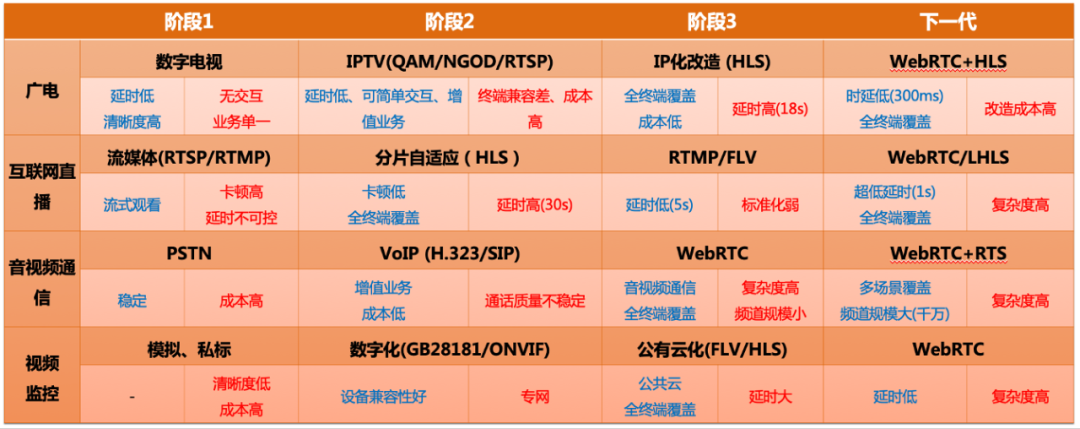 阶段1 阶段2 阶段3 下一代
广电
数字电视 IPTV(QAM/NGOD/RTSP) IP化改造 (HLS) WebRTC+HLS
延时低
清晰度高
无交互
业务单一
延时低、可简单交互、增
值业务
终端兼容差、成本
高
全终端覆盖
成本低
延时高(18s)
时延低(300ms)
全终端覆盖
改造成本高
互联网直
播
流媒体(RTSP/RTMP) 分片自适应（HLS） RTMP/FLV WebRTC/LHLS
流式观看
卡顿高
延时不可控
卡顿低
全终端覆盖
延时高(30s)
延时低(5s)
标准化弱
超低延时(1s)
全终端覆盖
复杂度高
音视频通
信
PSTN VoIP (H.323/SIP) WebRTC WebRTC+RTS
稳定
成本高
增值业务
成本低
通话质量不稳定
音视频通信
全终端覆盖
复杂度高
频道规模小
多场景覆盖
频道规模大(千万)
复杂度高
视频
监控
模拟、私标 数字化(GB28181/ONVIF) 公有云化(FLV/HLS) WebRTC
-
清晰度低
成本高
设备兼容性好
专网
公共云
全终端覆盖
延时大
延时低
复杂度高